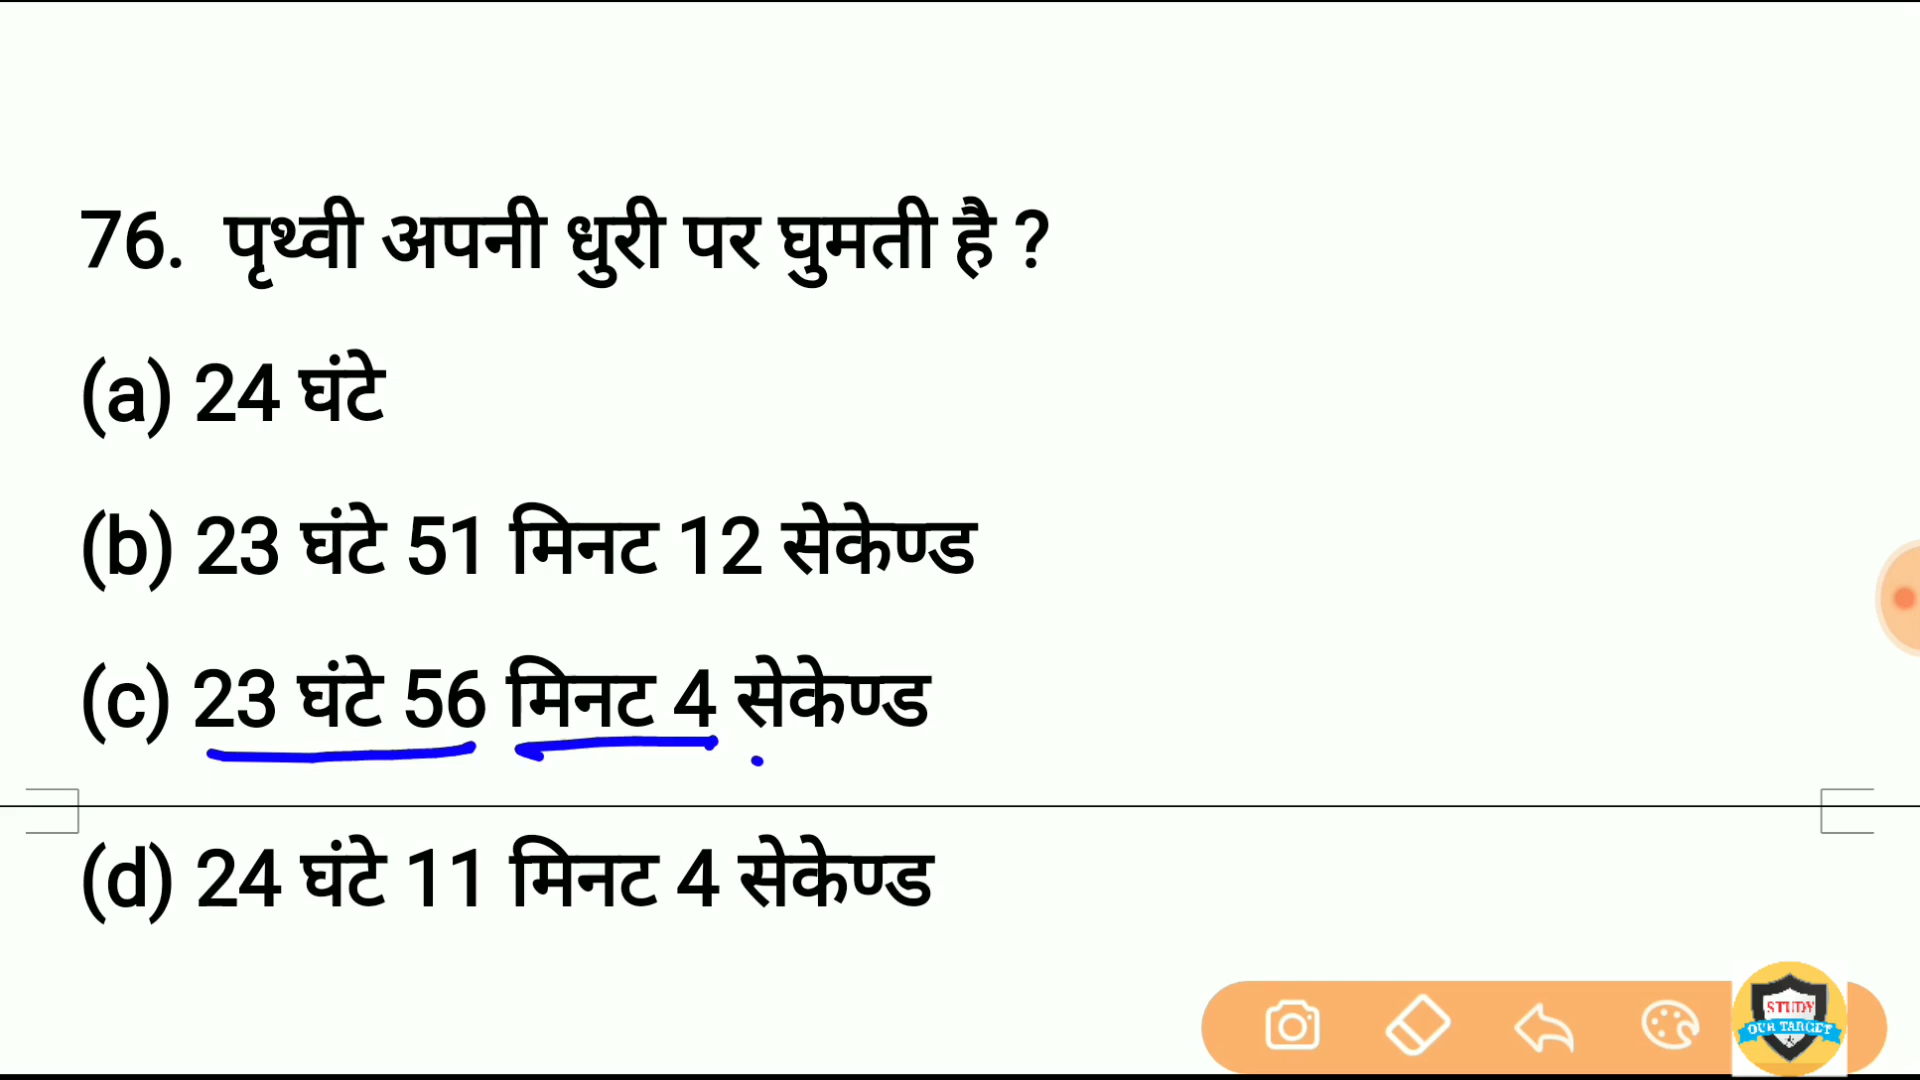 76. पृथ्वी अपनी धुरी पर घुमती है ?
(a) 24 घंटे
(b) 23 घंटे 51 मिनट 12 सेकेण्ड
(c) 23 घंटे 56 मिनट 4 सेकेण्ड
(d) 24 घंटे 11 मिनट 4 सेकेण्ड
STUDY
OUR TARGET